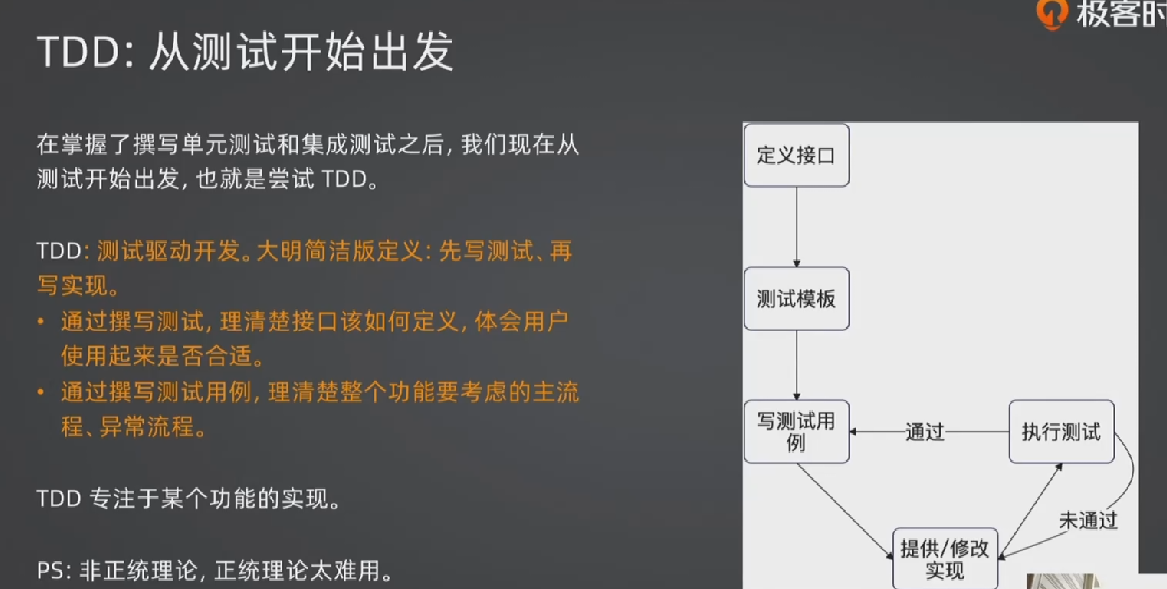 极客时
TDD: 从测试开始出发
在掌握了撰写单元测试和集成测试之后, 我们现在从
测试开始出发, 也就是尝试 TDD。
TDD: 测试驱动开发。大明简洁版定义: 先写测试、再
写实现。
• 通过撰写测试, 理清楚接口该如何定义, 体会用户
使用起来是否合适。
• 通过撰写测试用例, 理清楚整个功能要考虑的主流
程、异常流程。
TDD 专注于某个功能的实现。
PS: 非正统理论, 正统理论太难用。
定义接口
测试模板
写测试用
例
通过
执行测试
未通过
提供/修改
实现